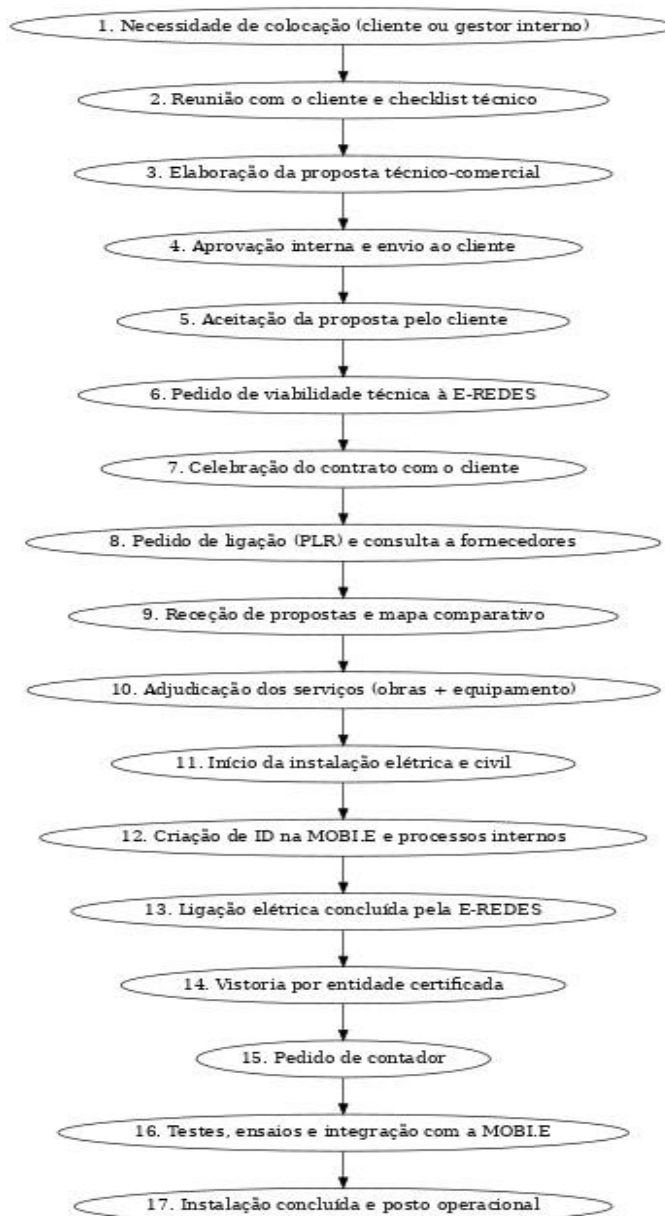 1. Necessidade de colocação (cliente ou gestor interno)
2. Reunião com o cliente e checklist técnico
3. Elaboração da proposta técnico-comercial
4. Aprovação interna e envio ao cliente
5. Aceitação da proposta pelo cliente
6. Pedido de viabilidade técnica à E-REDES
7. Celebração do contrato com o cliente
8. Pedido de ligação (PLR) e consulta a fornecedores
9. Receção de propostas e mapa comparativo
10. Adjudicação dos serviços (obras + equipamento)
11. Início da instalação elétrica e civil
12. Criação de ID na MOBI.E e processos internos
13. Ligação elétrica concluída pela E-REDES
14. Vistoria por entidade certificada
15. Pedido de contador
16. Testes, ensaios e integração com a MOBI.E
17. Instalação concluída e posto operacional